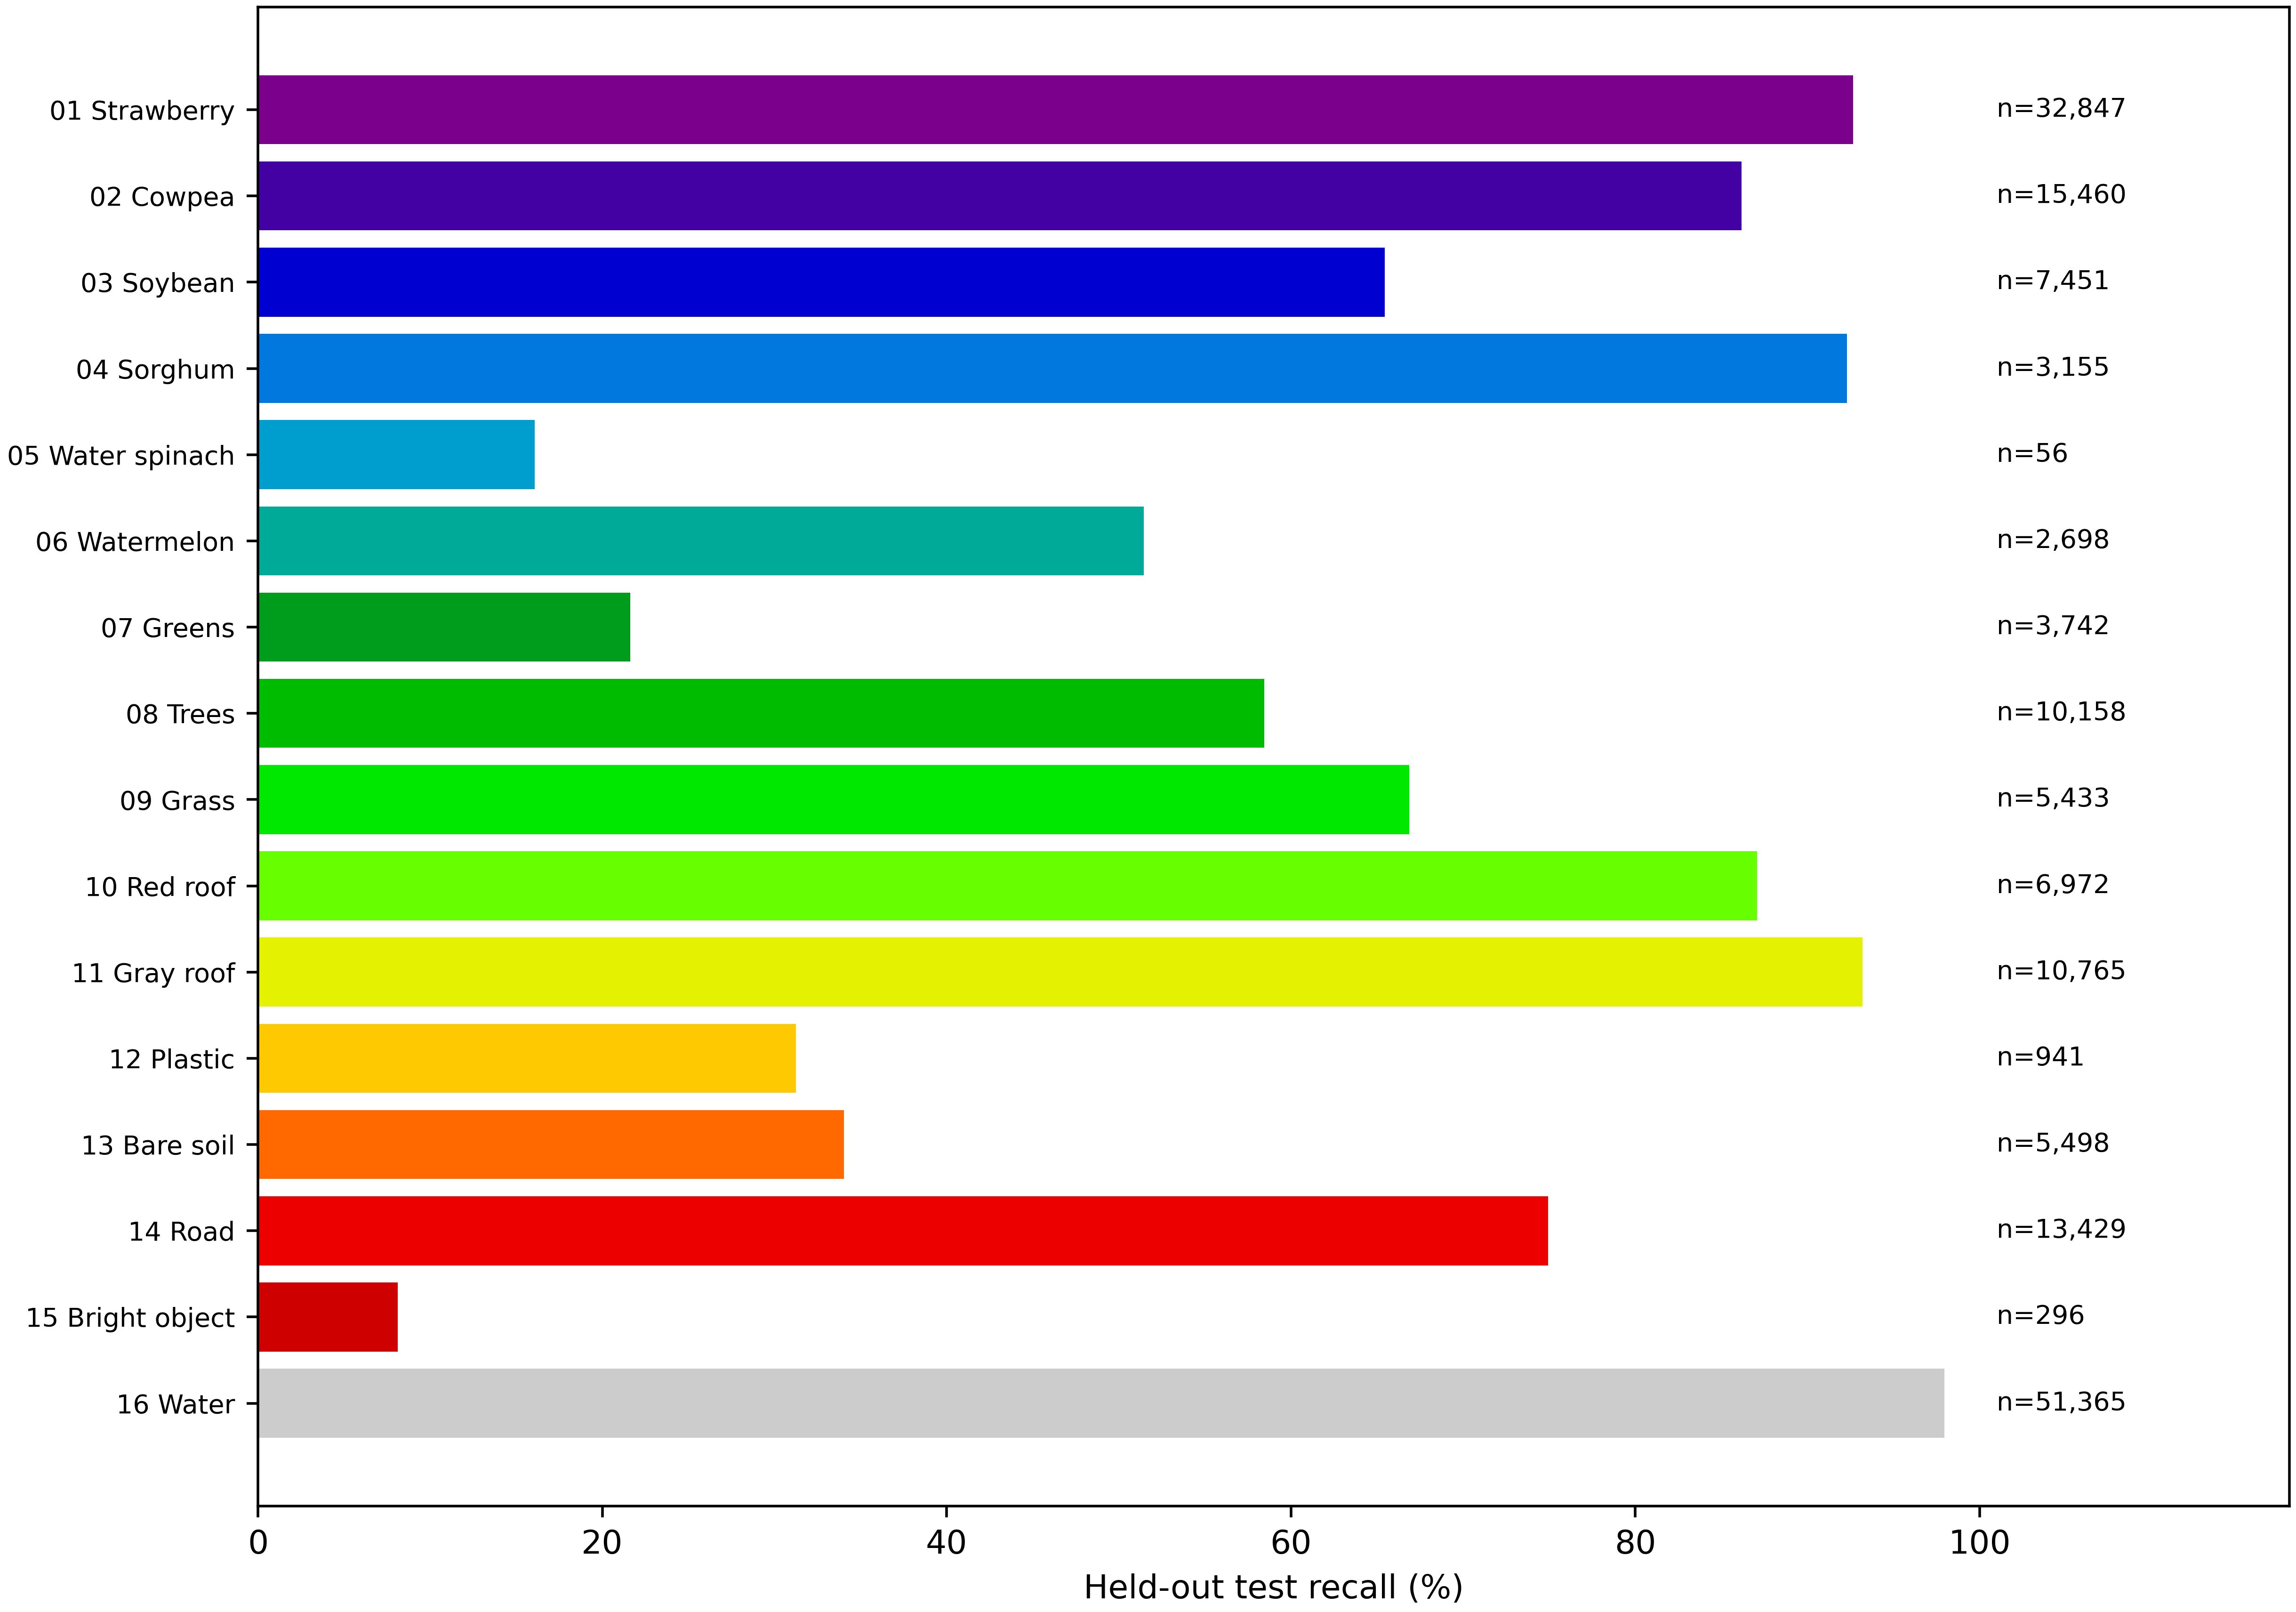 01 Strawberry n=32,847
02 Cowpea n=15,460
03 Soybean n=7,451
04 Sorghum n=3,155
05 Water spinach n=56
06 Watermelon n=2,698
07 Greens n=3,742
08 Trees n=10,158
09 Grass n=5,433
10 Red roof n=6,972
11 Gray roof n=10,765
12 Plastic n=941
13 Bare soil n=5,498
14 Road n=13,429
15 Bright object n=296
16 Water n=51,365
0 20 40 60 80 100
Held-out test recall (%)